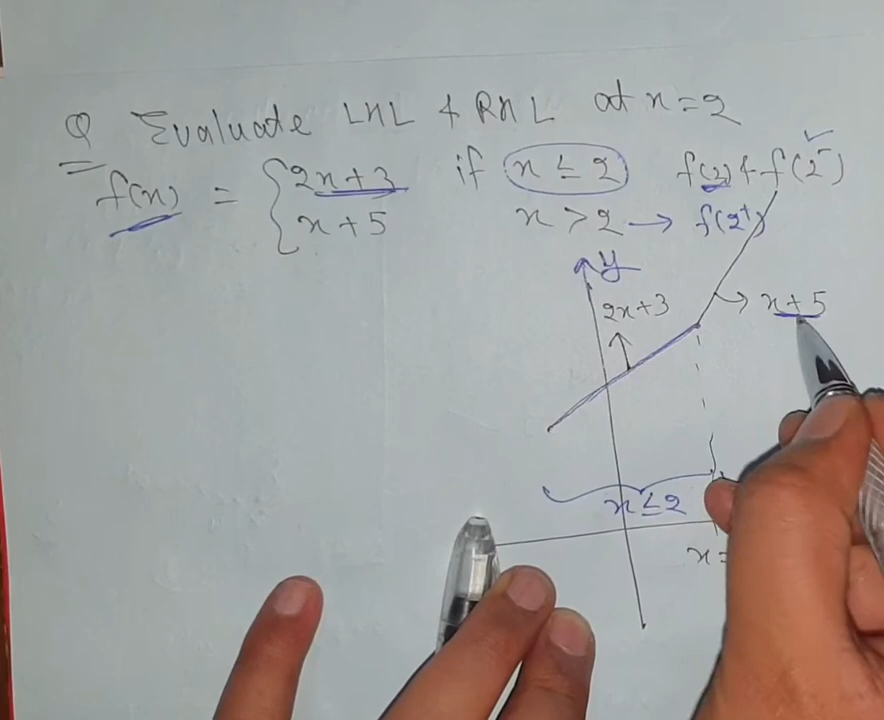 Q Evaluate LHL & RHL at x=2
f(x) = { 2x+3 if x ≤ 2 f(2) & f(2⁻) ✓
x+5 x > 2 → f(2⁺)
y
2x+3
x+5
x ≤ 2
x=